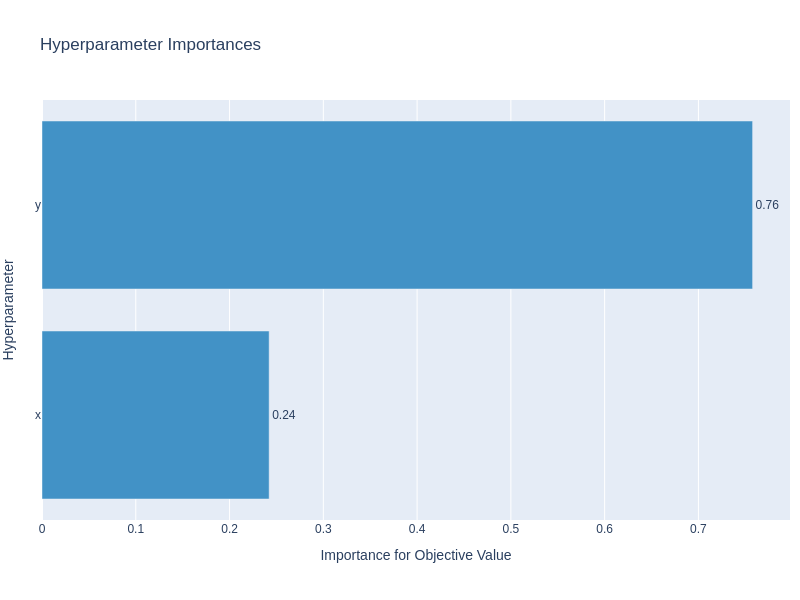 Hyperparameter Importances
Hyperparameter
y
0.76
x
0.24
0 0.1 0.2 0.3 0.4 0.5 0.6 0.7
Importance for Objective Value